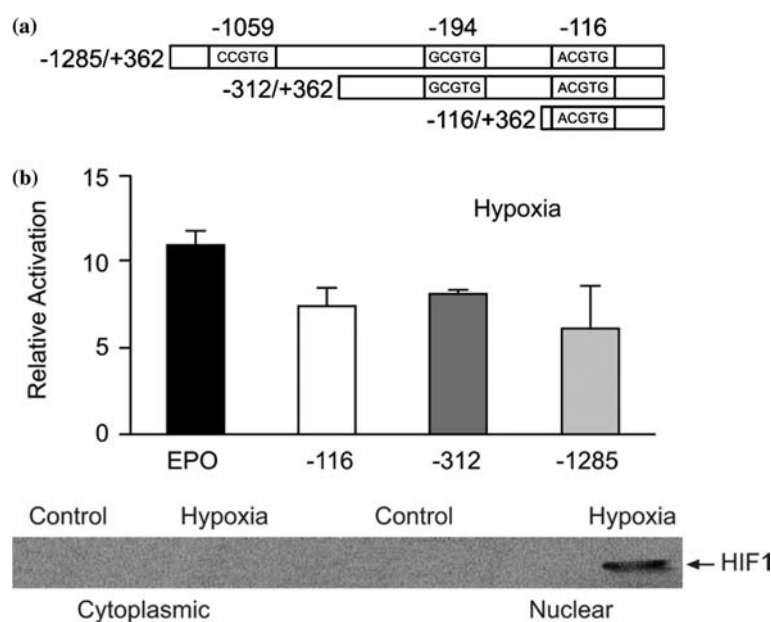 (a)
-1059 -194 -116
-1285/+362 CCGTG GCGTG ACGTG
-312/+362 GCGTG ACGTG
-116/+362 ACGTG
(b)
Hypoxia
Relative Activation
15
10
5
0
EPO -116 -312 -1285
Control Hypoxia Control Hypoxia
HIF1
Cytoplasmic Nuclear